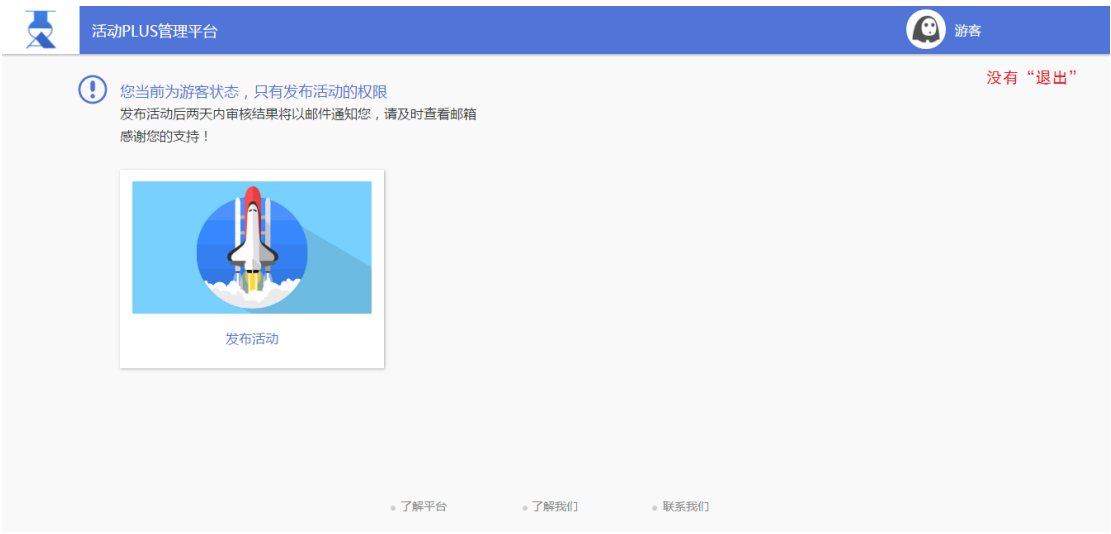 活动PLUS管理平台
游客
没有“退出”
您当前为游客状态，只有发布活动的权限
发布活动后两天内审核结果将以邮件通知您，请及时查看邮箱
感谢您的支持！
发布活动
了解平台
了解我们
联系我们